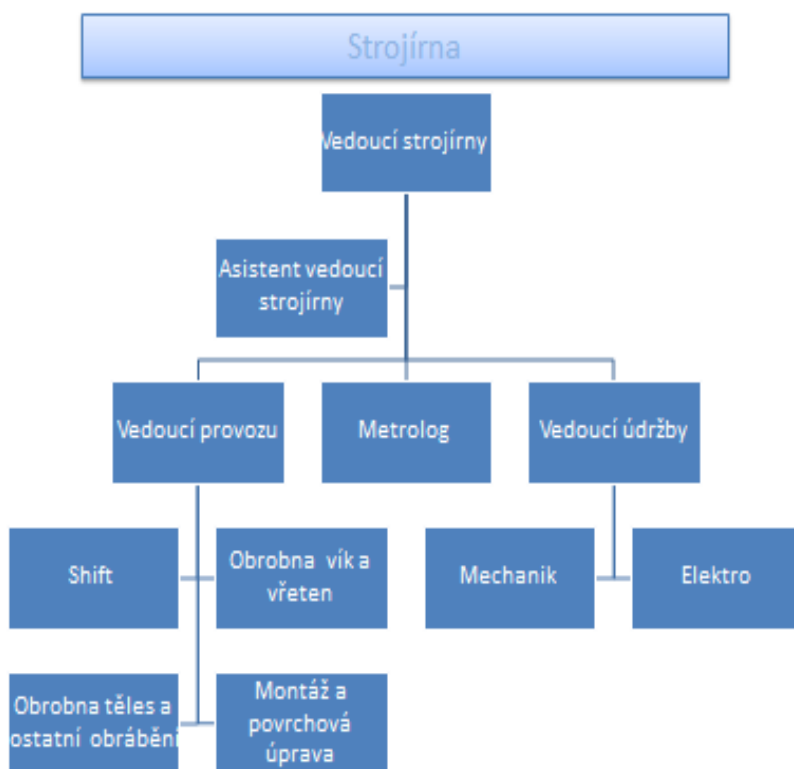 Strojírna
Vedoucí strojírny
Asistent vedoucí
strojírny
Vedoucí provozu
Metrolog
Vedoucí údržby
Shift
Obrobna vík a
vřeten
Mechanik
Elektro
Obrobna těles a
ostatní obrábění
Montáž a
povrchová
úprava